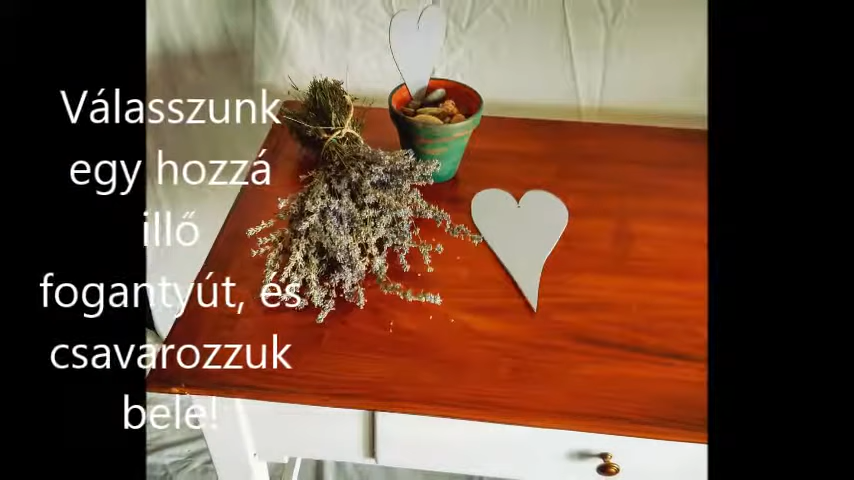 Válasszunk
egy hozzá
illő
fogantyút, és
csavarozzuk
bele!